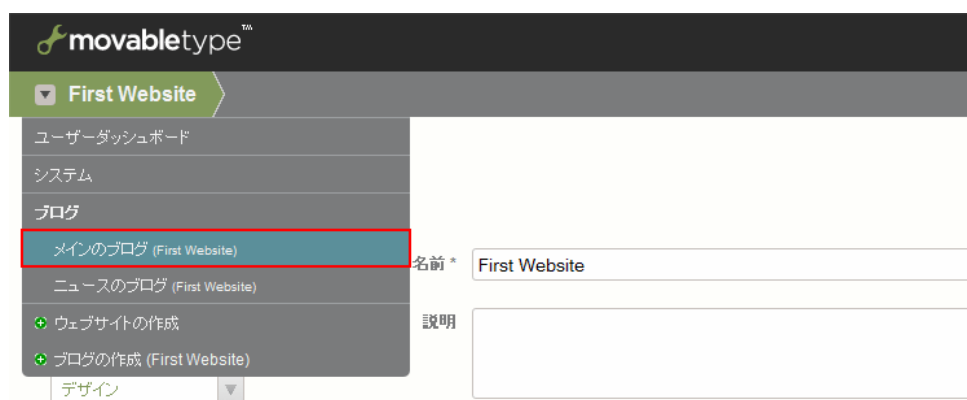 movabletype™
First Website
ユーザーダッシュボード
システム
ブログ
メインのブログ (First Website)
ニュースのブログ (First Website)
ウェブサイトの作成
ブログの作成 (First Website)
デザイン
名前 * First Website
説明